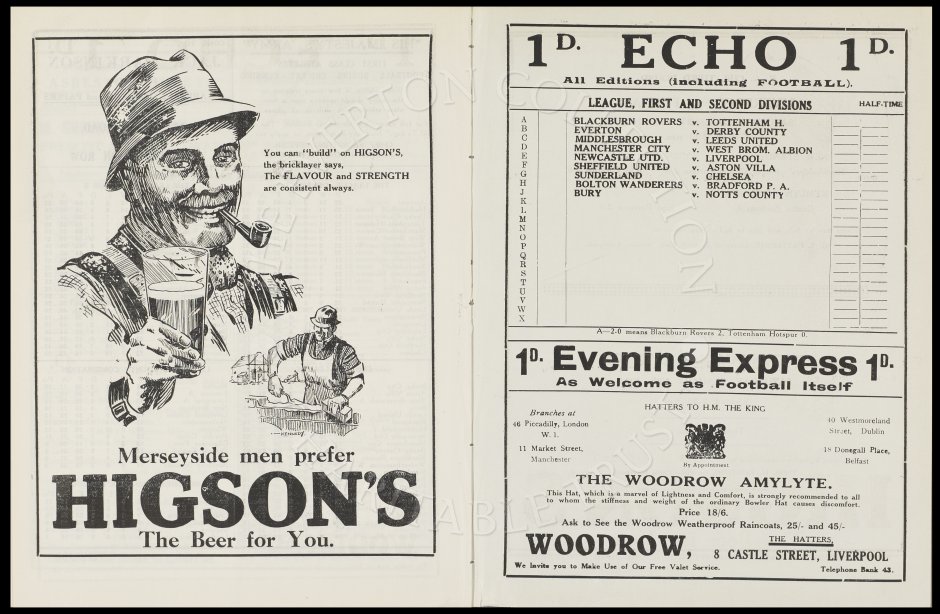 You can "build" on HIGSON'S,
the bricklayer says,
The FLAVOUR and STRENGTH
are consistent always.
Merseyside men prefer
HIGSON'S
The Beer for You.
1D. ECHO 1D.
All Editions (including FOOTBALL).
LEAGUE, FIRST AND SECOND DIVISIONS HALF-TIME
A BLACKBURN ROVERS v. TOTTENHAM H.
B EVERTON v. DERBY COUNTY
C MIDDLESBROUGH v. LEEDS UNITED
D MANCHESTER CITY v. WEST BROM. ALBION
E NEWCASTLE UTD. v. LIVERPOOL
F SHEFFIELD UNITED v. ASTON VILLA
G SUNDERLAND v. CHELSEA
H BOLTON WANDERERS v. BRADFORD P. A.
J BURY v. NOTTS COUNTY
K
L
M
N
O
P
Q
R
S
T
U
V
W
X
A—2-0 means Blackburn Rovers 2, Tottenham Hotspur 0.
1D. Evening Express 1D.
As Welcome as Football Itself
HATTERS TO H.M. THE KING
Branches at
46 Piccadilly, London
W. 1.
11 Market Street,
Manchester
40 Westmoreland
Street, Dublin
18 Donegall Place,
Belfast
By Appointment
THE WOODROW AMYLYTE.
This Hat, which is a marvel of Lightness and Comfort, is strongly recommended to all
to whom the stiffness and weight of the ordinary Bowler Hat causes discomfort.
Price 18/6.
Ask to See the Woodrow Weatherproof Raincoats, 25/- and 45/-
WOODROW, THE HATTERS,
8 CASTLE STREET, LIVERPOOL
We Invite you to Make Use of Our Free Valet Service. Telephone Bank 43.